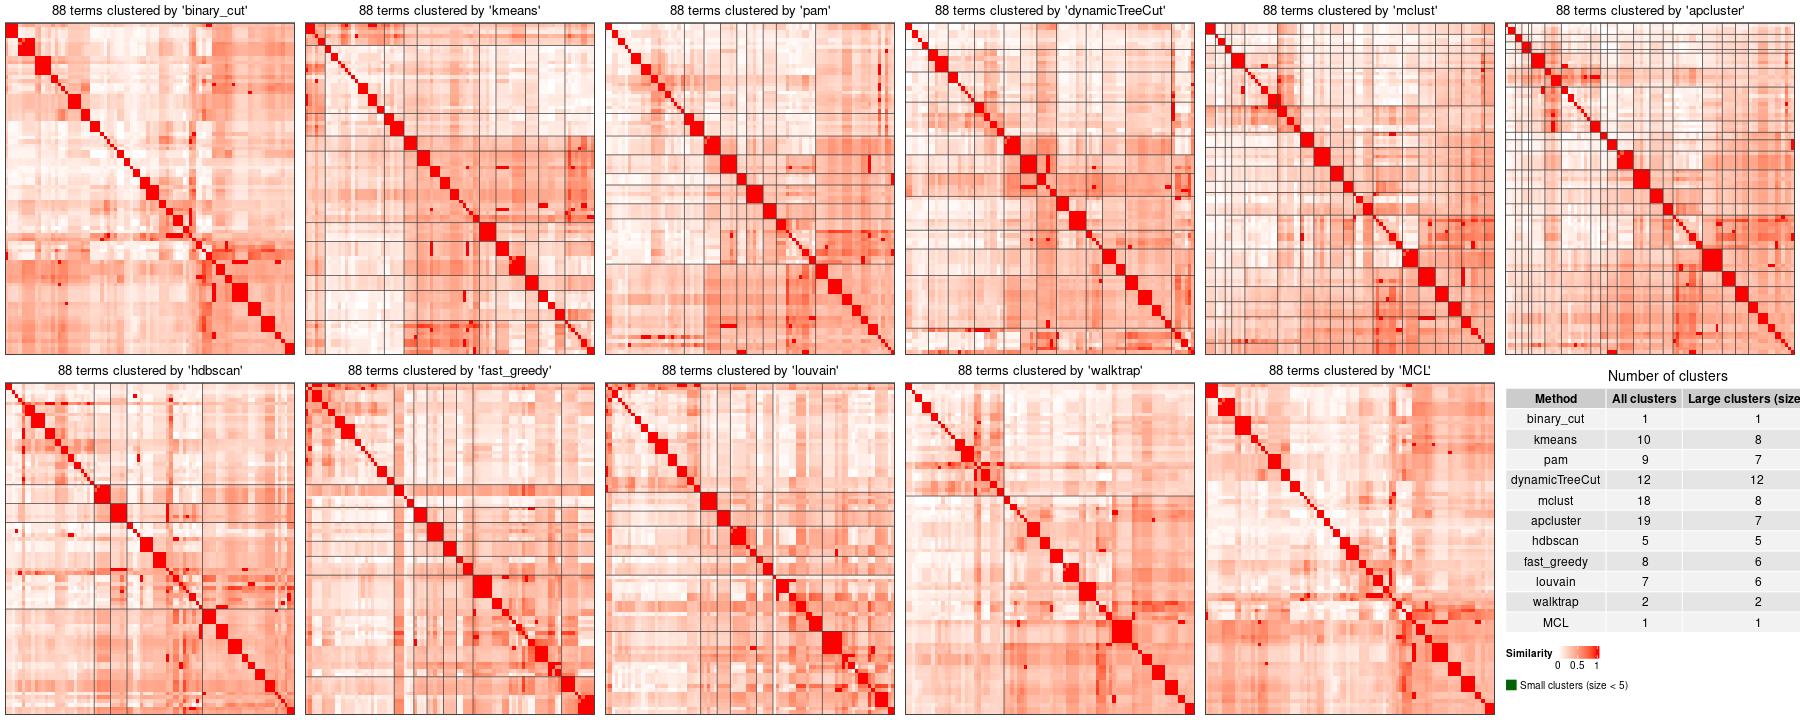 88 terms clustered by 'binary_cut'
88 terms clustered by 'kmeans'
88 terms clustered by 'pam'
88 terms clustered by 'dynamicTreeCut'
88 terms clustered by 'mclust'
88 terms clustered by 'apcluster'
88 terms clustered by 'hdbscan'
88 terms clustered by 'fast_greedy'
88 terms clustered by 'louvain'
88 terms clustered by 'walktrap'
88 terms clustered by 'MCL'
Number of clusters
Method All clusters Large clusters (size
binary_cut 1 1
kmeans 10 8
pam 9 7
dynamicTreeCut 12 12
mclust 18 8
apcluster 19 7
hdbscan 5 5
fast_greedy 8 6
louvain 7 6
walktrap 2 2
MCL 1 1
Similarity
0 0.5 1
Small clusters (size < 5)